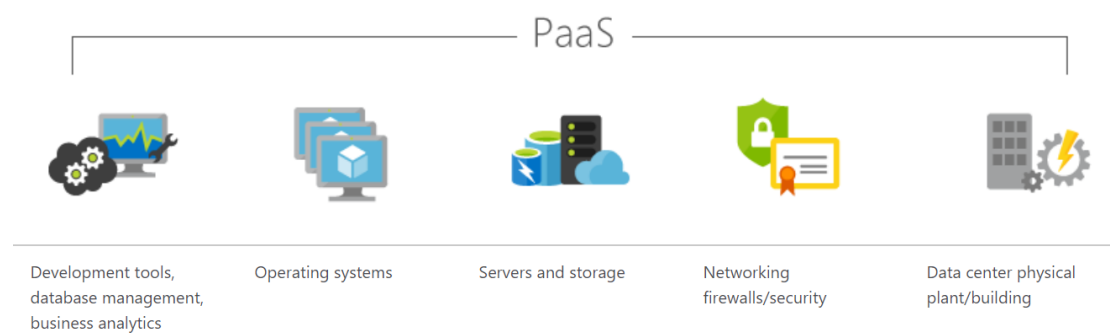 PaaS
Development tools,
database management,
business analytics
Operating systems
Servers and storage
Networking
firewalls/security
Data center physical
plant/building